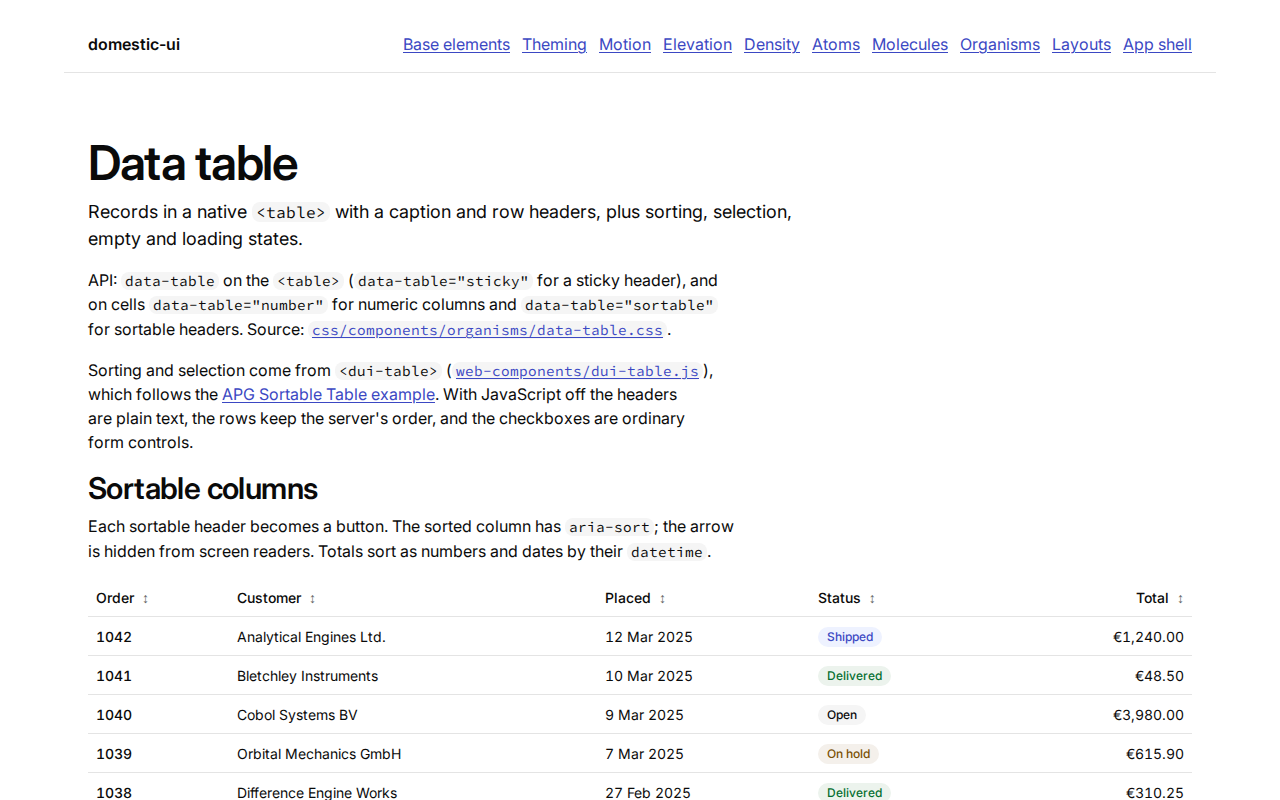 domestic-ui Base elements Theming Motion Elevation Density Atoms Molecules Organisms Layouts App shell
Data table
Records in a native <table> with a caption and row headers, plus sorting, selection,
empty and loading states.
API: data-table on the <table> ( data-table="sticky" for a sticky header), and
on cells data-table="number" for numeric columns and data-table="sortable"
for sortable headers. Source: css/components/organisms/data-table.css .
Sorting and selection come from <dui-table> ( web-components/dui-table.js ),
which follows the APG Sortable Table example. With JavaScript off the headers
are plain text, the rows keep the server's order, and the checkboxes are ordinary
form controls.
Sortable columns
Each sortable header becomes a button. The sorted column has aria-sort ; the arrow
is hidden from screen readers. Totals sort as numbers and dates by their datetime .
Order ↕ Customer ↕ Placed ↕ Status ↕ Total ↕
1042 Analytical Engines Ltd. 12 Mar 2025 Shipped €1,240.00
1041 Bletchley Instruments 10 Mar 2025 Delivered €48.50
1040 Cobol Systems BV 9 Mar 2025 Open €3,980.00
1039 Orbital Mechanics GmbH 7 Mar 2025 On hold €615.90
1038 Difference Engine Works 27 Feb 2025 Delivered €310.25